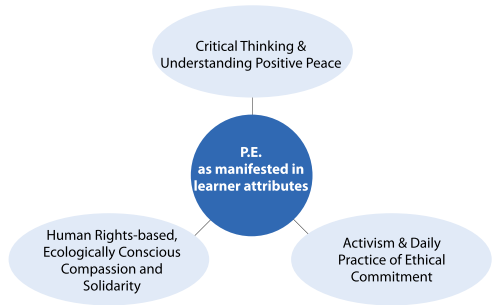 Critical Thinking &
Understanding Positive Peace
P.E.
as manifested in
learner attributes
Human Rights-based,
Ecologically Conscious
Compassion and
Solidarity
Activism & Daily
Practice of Ethical
Commitment